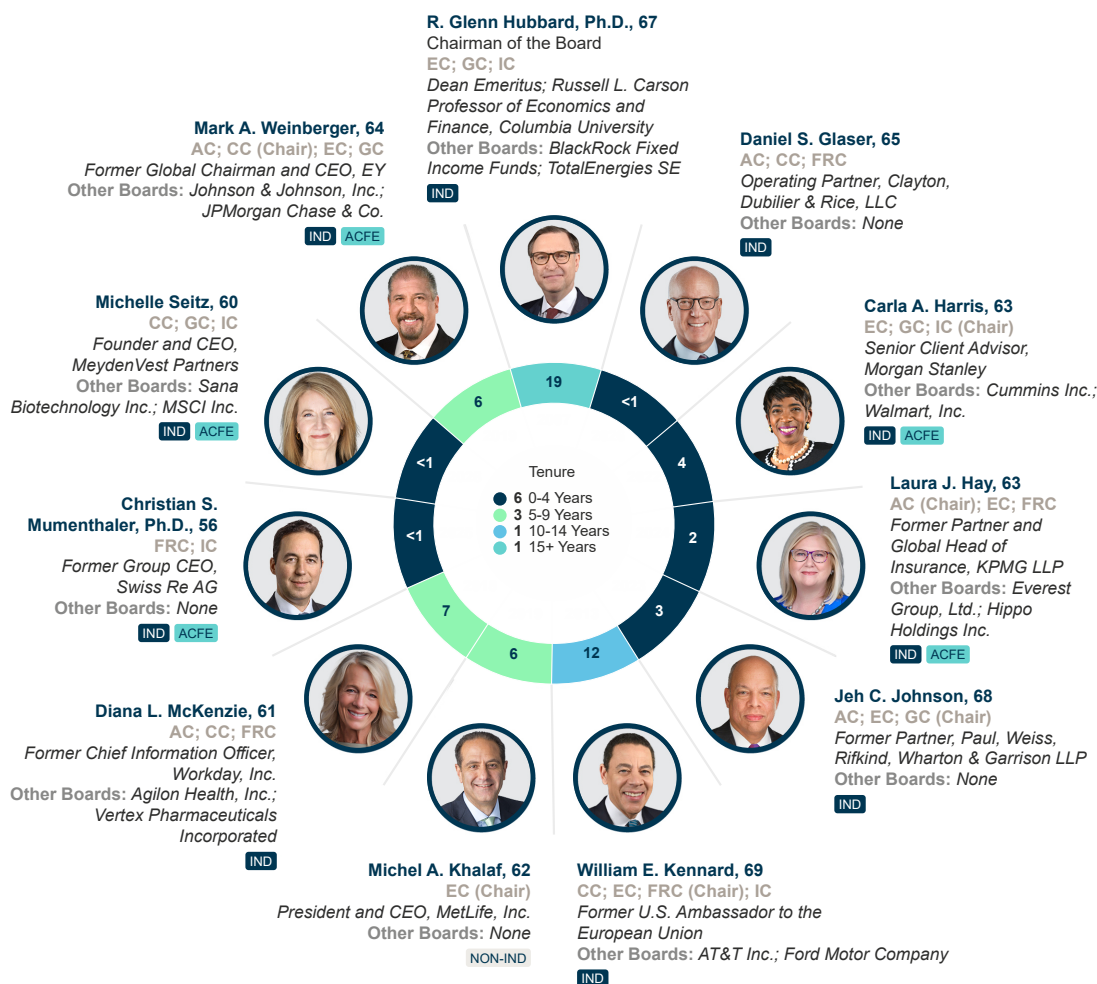 R. Glenn Hubbard, Ph.D., 67
Chairman of the Board
EC; GC; IC
Dean Emeritus; Russell L. Carson
Professor of Economics and
Finance, Columbia University
Other Boards: BlackRock Fixed
Income Funds; TotalEnergies SE
IND
Mark A. Weinberger, 64
AC; CC (Chair); EC; GC
Former Global Chairman and CEO, EY
Other Boards: Johnson & Johnson, Inc.;
JPMorgan Chase & Co.
IND ACFE
Daniel S. Glaser, 65
AC; CC; FRC
Operating Partner, Clayton,
Dubilier & Rice, LLC
Other Boards: None
IND
Michelle Seitz, 60
CC; GC; IC
Founder and CEO,
MeydenVest Partners
Other Boards: Sana
Biotechnology Inc.; MSCI Inc.
IND ACFE
Carla A. Harris, 63
EC; GC; IC (Chair)
Senior Client Advisor,
Morgan Stanley
Other Boards: Cummins Inc.;
Walmart, Inc.
IND ACFE
19
6
<1
<1
4
<1
2
7
3
6
12
Tenure
6 0-4 Years
3 5-9 Years
1 10-14 Years
1 15+ Years
Christian S.
Mumenthaler, Ph.D., 56
FRC; IC
Former Group CEO,
Swiss Re AG
Other Boards: None
IND ACFE
Laura J. Hay, 63
AC (Chair); EC; FRC
Former Partner and
Global Head of
Insurance, KPMG LLP
Other Boards: Everest
Group, Ltd.; Hippo
Holdings Inc.
IND ACFE
Diana L. McKenzie, 61
AC; CC; FRC
Former Chief Information Officer,
Workday, Inc.
Other Boards: Agilon Health, Inc.;
Vertex Pharmaceuticals
Incorporated
IND
Jeh C. Johnson, 68
AC; EC; GC (Chair)
Former Partner, Paul, Weiss,
Rifkind, Wharton & Garrison LLP
Other Boards: None
IND
Michel A. Khalaf, 62
EC (Chair)
President and CEO, MetLife, Inc.
Other Boards: None
NON-IND
William E. Kennard, 69
CC; EC; FRC (Chair); IC
Former U.S. Ambassador to the
European Union
Other Boards: AT&T Inc.; Ford Motor Company
IND